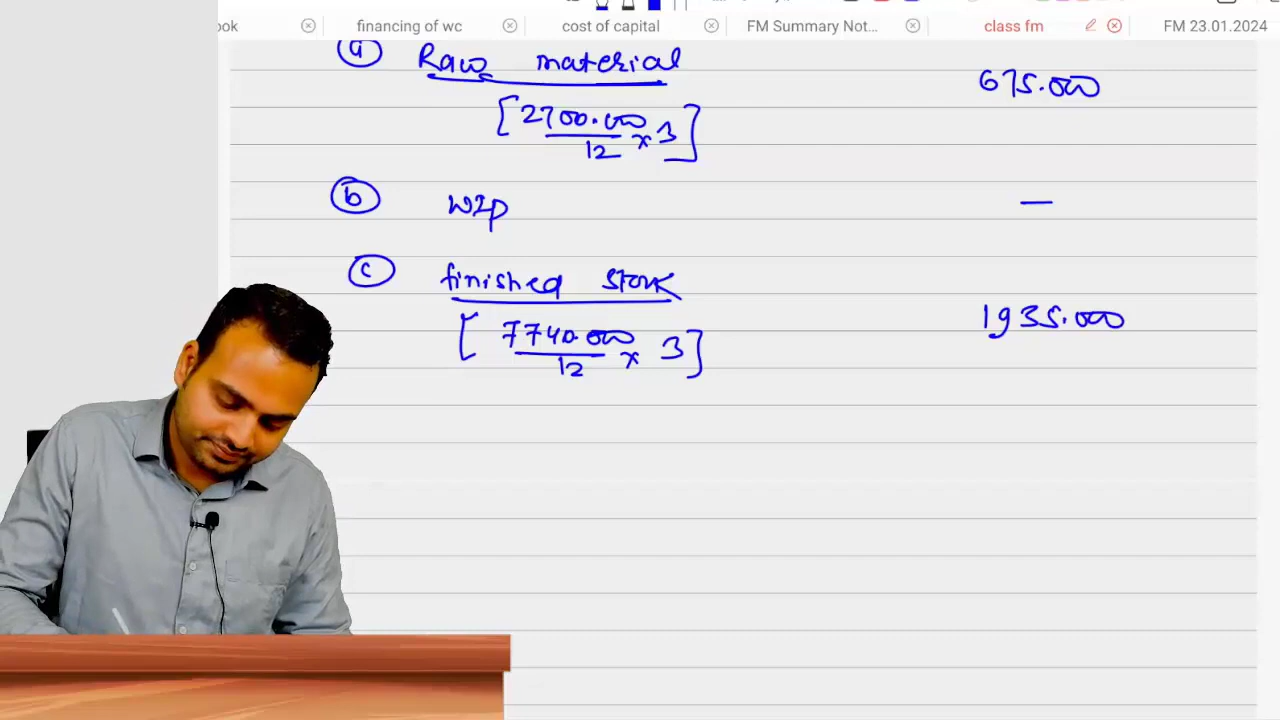 ook financing of wc cost of capital FM Summary Not... class fm FM 23.01.2024
a Raw material 675.000
[2700.000 / 12 x 3]
b WIP —
c finished stock 1935.000
[7740.000 / 12 x 3]